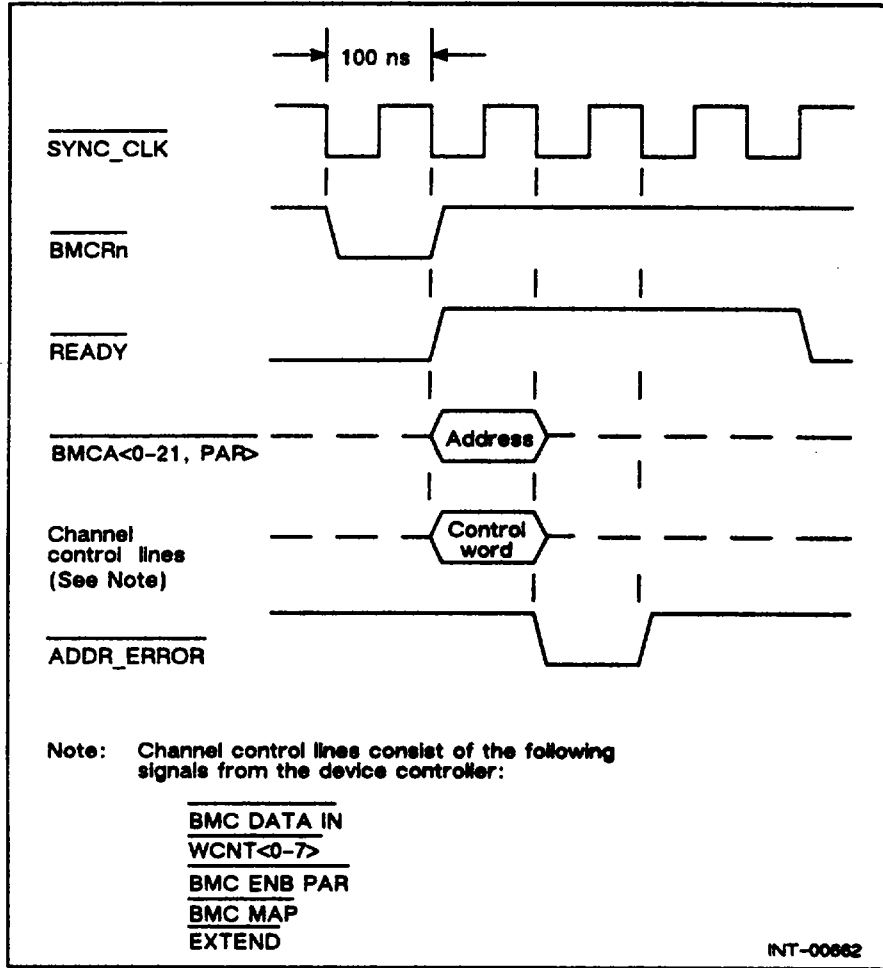 100 ns
SYNC_CLK
BMCRn
READY
BMCA<0-21, PAR>
Address
Channel
control lines
(See Note)
Control
word
ADDR_ERROR
Note: Channel control lines consist of the following
signals from the device controller:
BMC DATA IN
WCNT<0-7>
BMC ENB PAR
BMC MAP
EXTEND
INT-00662